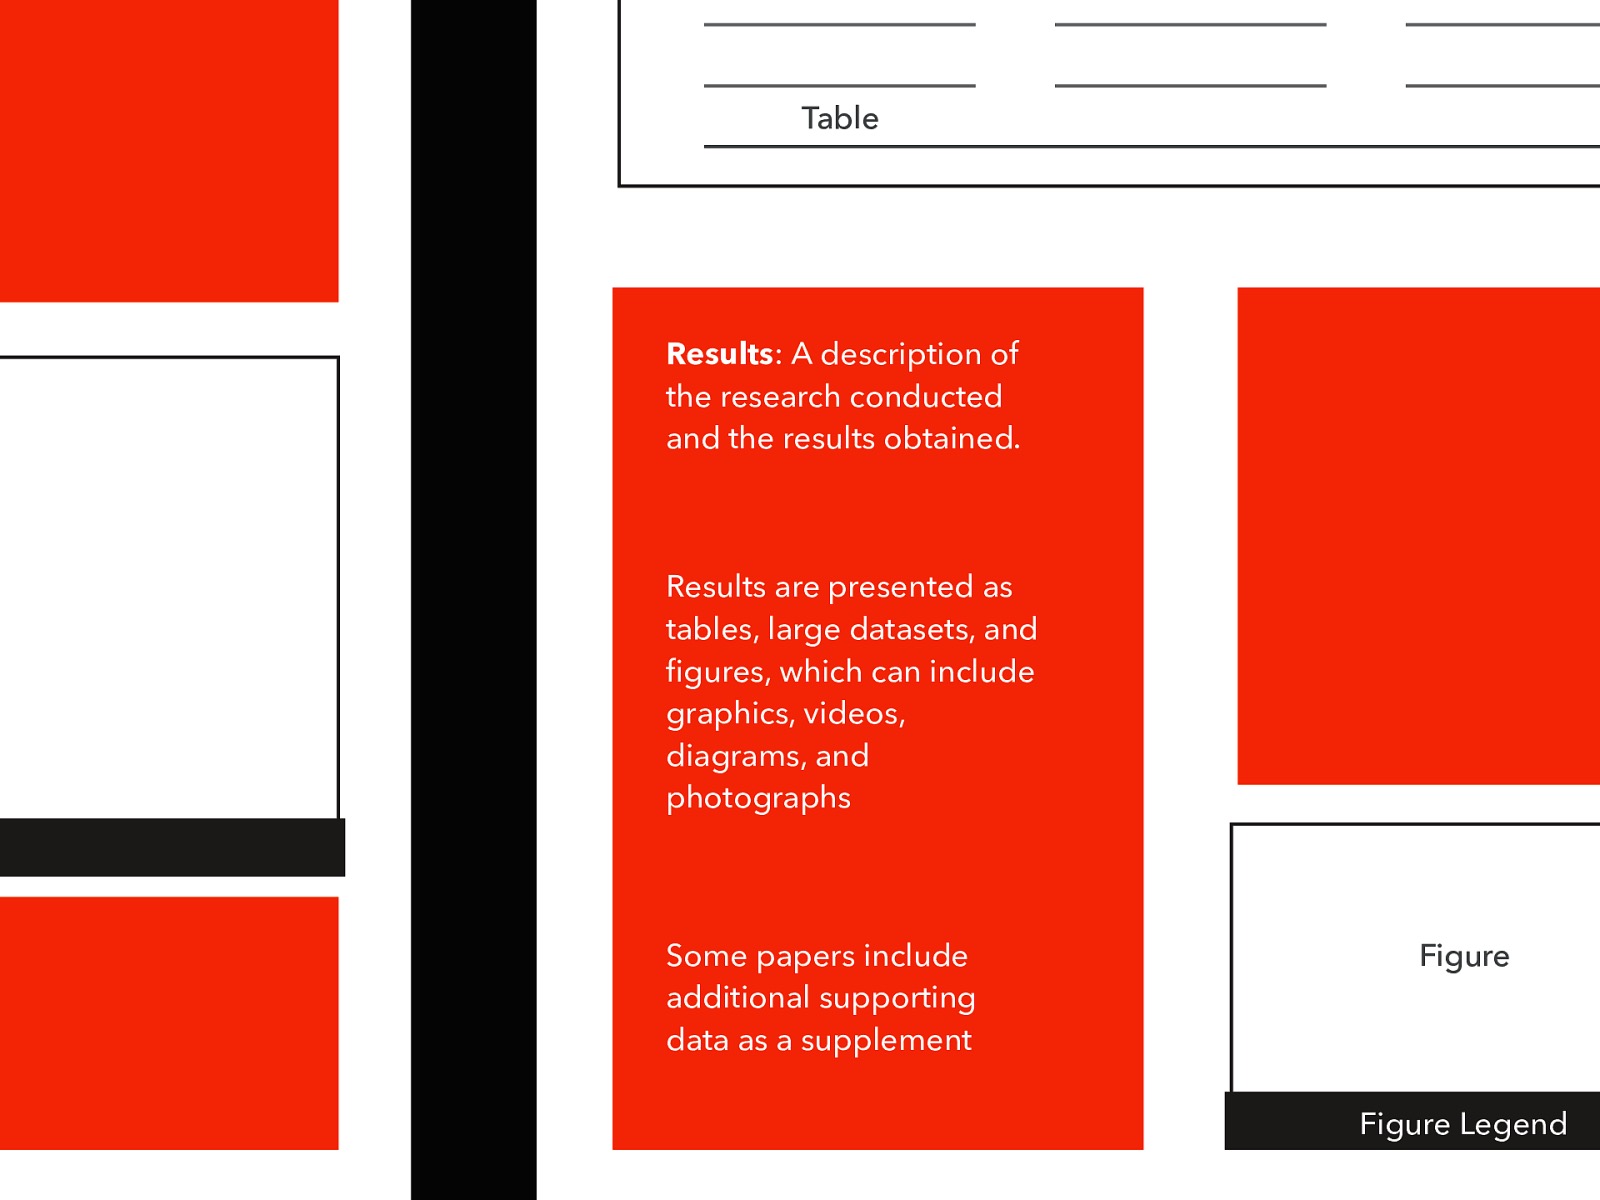 Table
Results: A description of
the research conducted
and the results obtained.
Results are presented as
tables, large datasets, and
figures, which can include
graphics, videos,
diagrams, and
photographs
Some papers include
additional supporting
data as a supplement
Figure
Figure Legend